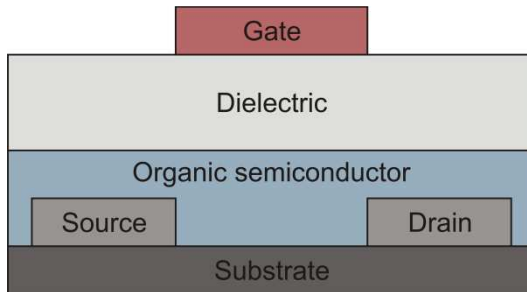 Gate
Dielectric
Organic semiconductor
Source
Drain
Substrate